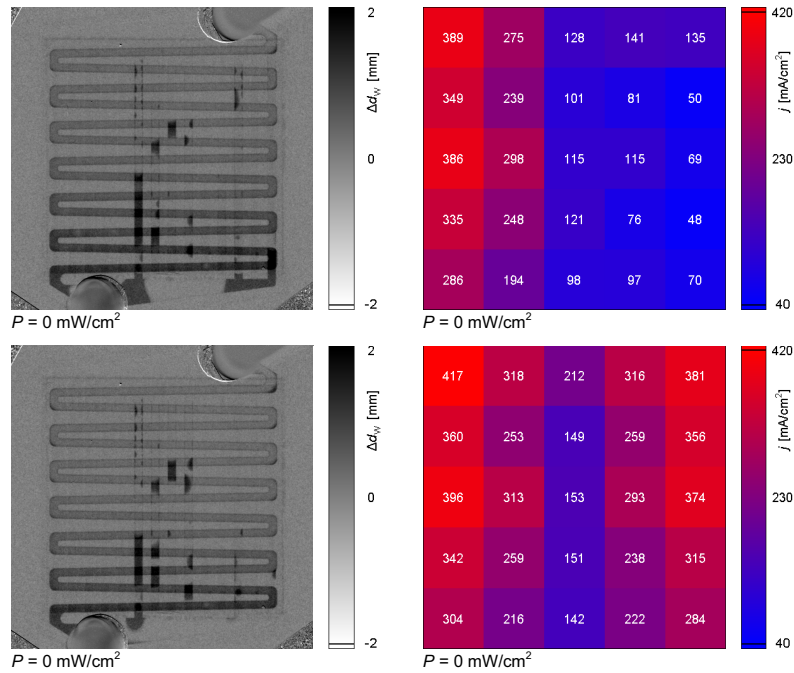 2
0
-2
Δd_W [mm]
P = 0 mW/cm²
389 275 128 141 135
349 239 101 81 50
386 298 115 115 69
335 248 121 76 48
286 194 98 97 70
420
230
40
j [mA/cm²]
P = 0 mW/cm²
2
0
-2
Δd_W [mm]
P = 0 mW/cm²
417 318 212 316 381
360 253 149 259 356
396 313 153 293 374
342 259 151 238 315
304 216 142 222 284
420
230
40
j [mA/cm²]
P = 0 mW/cm²